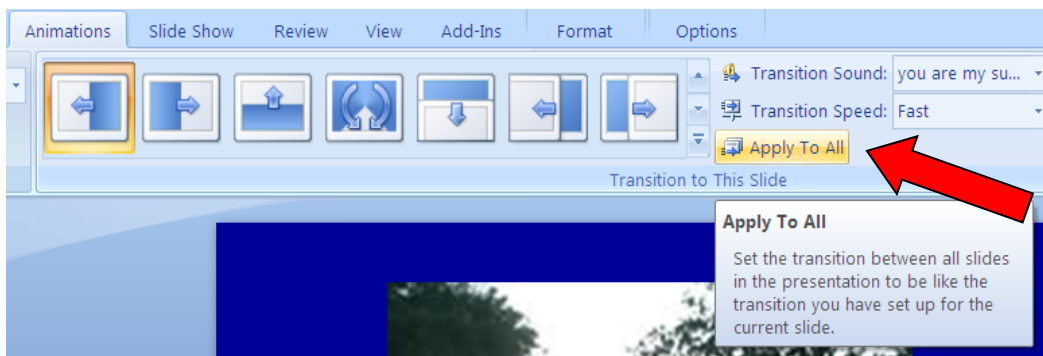 Animations Slide Show Review View Add-Ins Format Options
Transition Sound: you are my su...
Transition Speed: Fast
Apply To All
Transition to This Slide
Apply To All
Set the transition between all slides
in the presentation to be like the
transition you have set up for the
current slide.